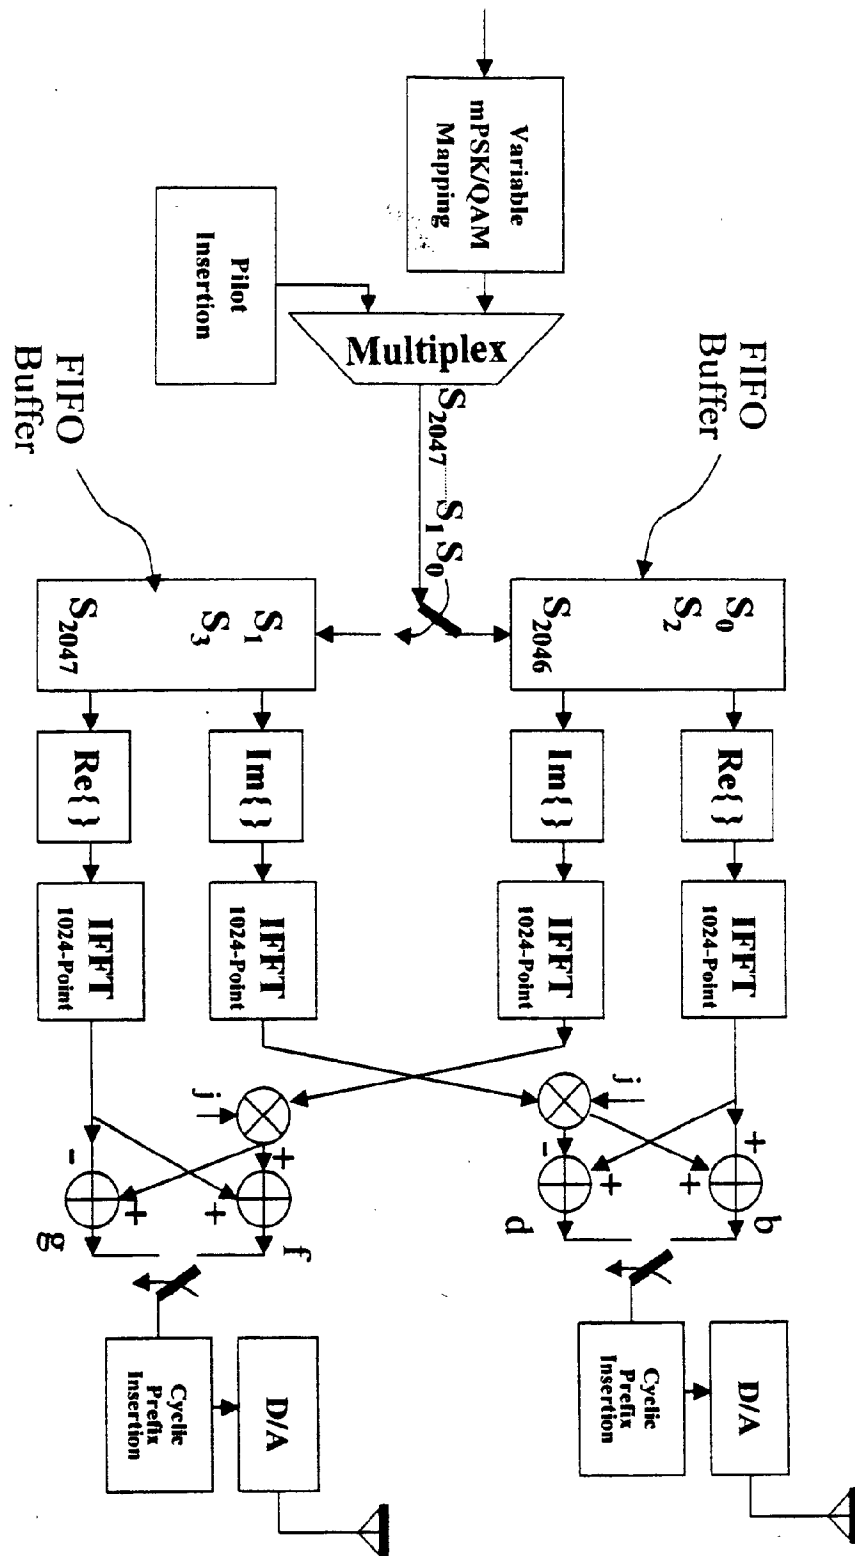 Variable
mPSK/QAM
Mapping
Pilot
Insertion
Multiplex
S2047 ........ S1 S0
FIFO
Buffer
FIFO
Buffer
S0
S2
S2046
S1
S3
S2047
Re{ }
Im{ }
Im{ }
Re{ }
IFFT
1024-Point
IFFT
1024-Point
IFFT
1024-Point
IFFT
1024-Point
j
j
+
+
-
+
+
+
-
+
b
d
f
g
Cyclic
Prefix
Insertion
D/A
Cyclic
Prefix
Insertion
D/A